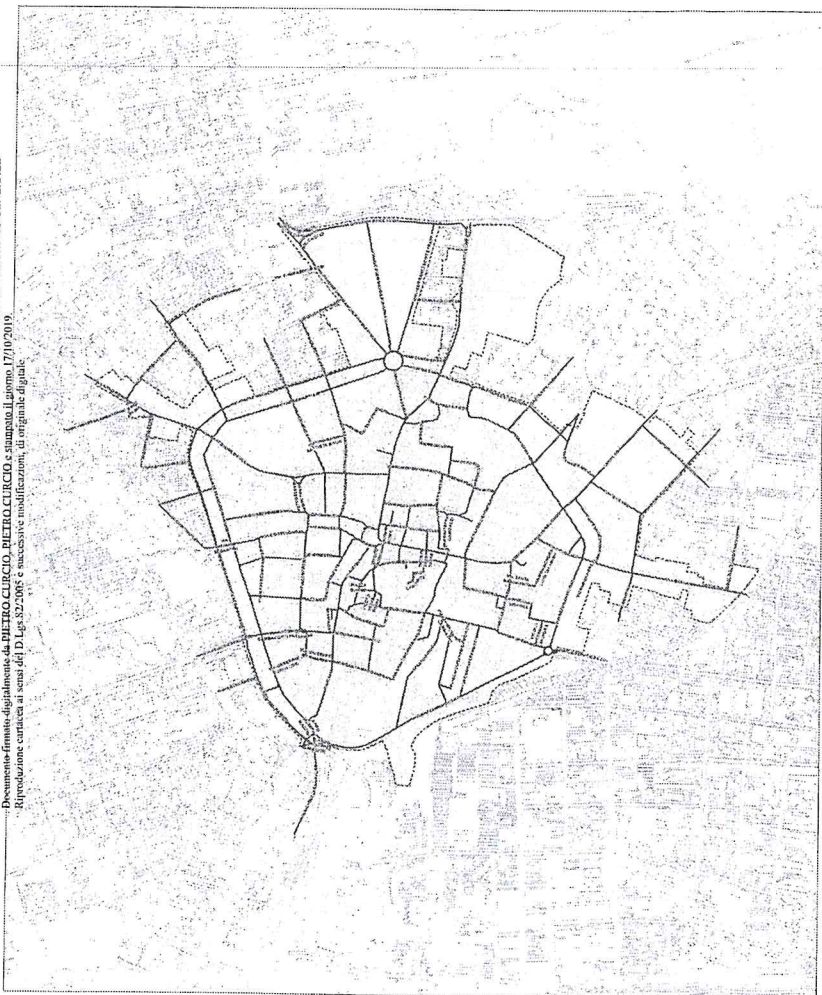 Documento firmato digitalmente da PIETRO CURCIO, PIETRO CURCIO e stampato il giorno 17/10/2019.
Riproduzione cartacea ai sensi del D.Lgs.82/2005 e successive modificazioni, di originale digitale